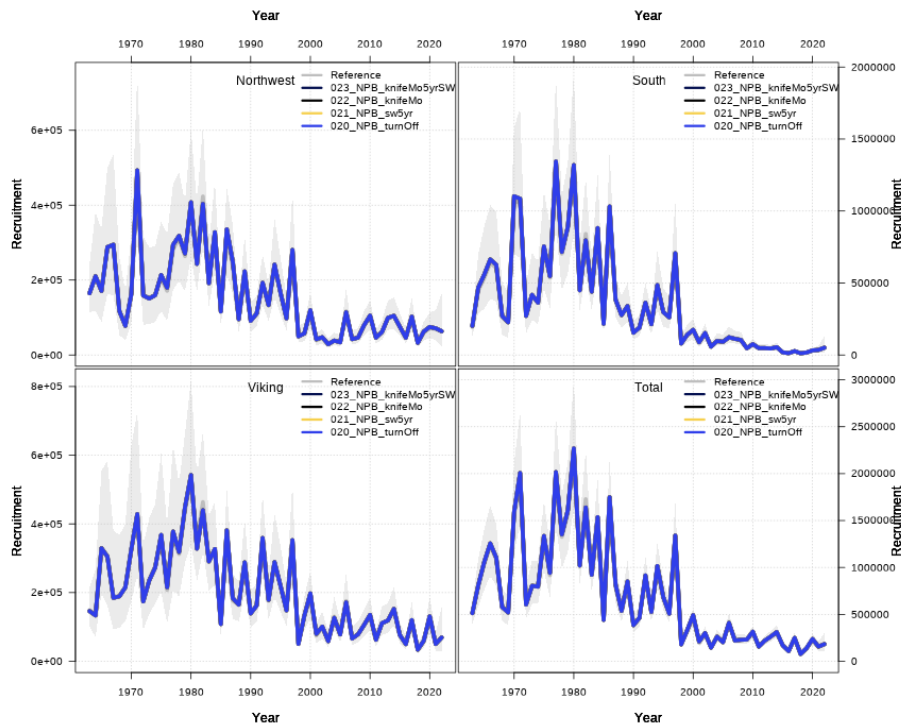 Year
Year
1970 1980 1990 2000 2010 2020
1970 1980 1990 2000 2010 2020
Northwest
Reference
023_NPB_knifeMo5yrSW
022_NPB_knifeMo
021_NPB_sw5yr
020_NPB_turnOff
Recruitment
6e+05
4e+05
2e+05
0e+00
South
Reference
023_NPB_knifeMo5yrSW
022_NPB_knifeMo
021_NPB_sw5yr
020_NPB_turnOff
Recruitment
2000000
1500000
1000000
500000
0
Viking
Reference
023_NPB_knifeMo5yrSW
022_NPB_knifeMo
021_NPB_sw5yr
020_NPB_turnOff
Recruitment
8e+05
6e+05
4e+05
2e+05
0e+00
Total
Reference
023_NPB_knifeMo5yrSW
022_NPB_knifeMo
021_NPB_sw5yr
020_NPB_turnOff
Recruitment
3000000
2500000
2000000
1500000
1000000
500000
0
1970 1980 1990 2000 2010 2020
1970 1980 1990 2000 2010 2020
Year
Year